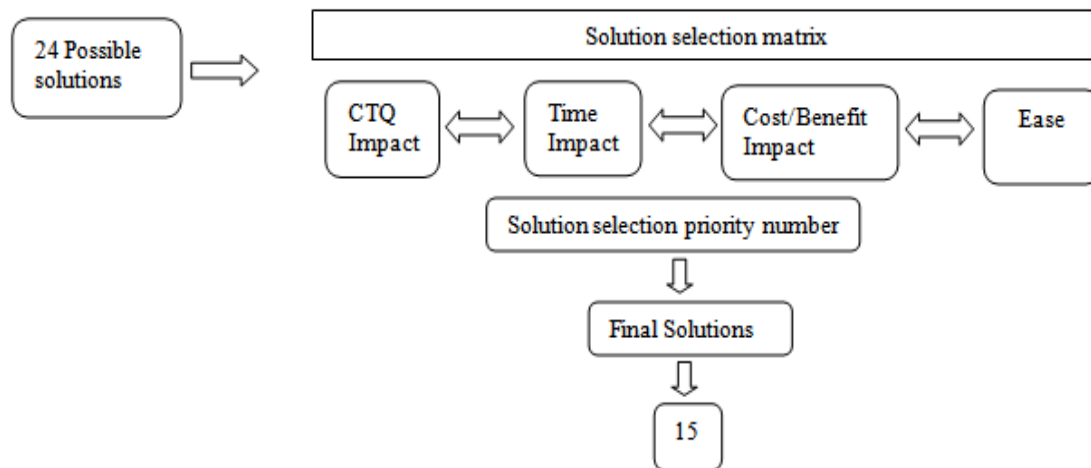 24 Possible
solutions
Solution selection matrix
CTQ
Impact
Time
Impact
Cost/Benefit
Impact
Ease
Solution selection priority number
Final Solutions
15